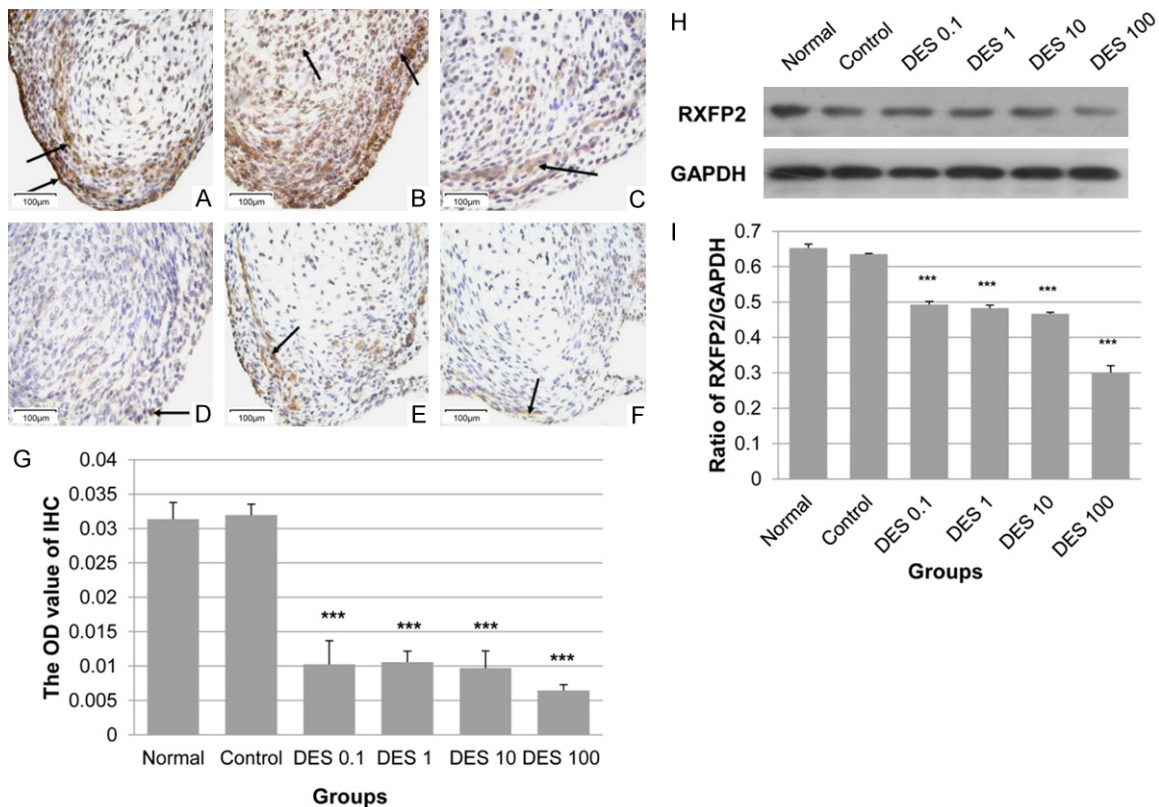 100µm
A
100µm
B
100µm
C
100µm
D
100µm
E
100µm
F
G
0.04
0.035
0.03
0.025
0.02
0.015
0.01
0.005
0
The OD value of IHC
***
***
***
***
Normal Control DES 0.1 DES 1 DES 10 DES 100
Groups
H
Normal Control DES 0.1 DES 1 DES 10 DES 100
RXFP2
GAPDH
I
0.7
0.6
0.5
0.4
0.3
0.2
0.1
0
Ratio of RXFP2/GAPDH
***
***
***
***
Normal Control DES 0.1 DES 1 DES 10 DES 100
Groups